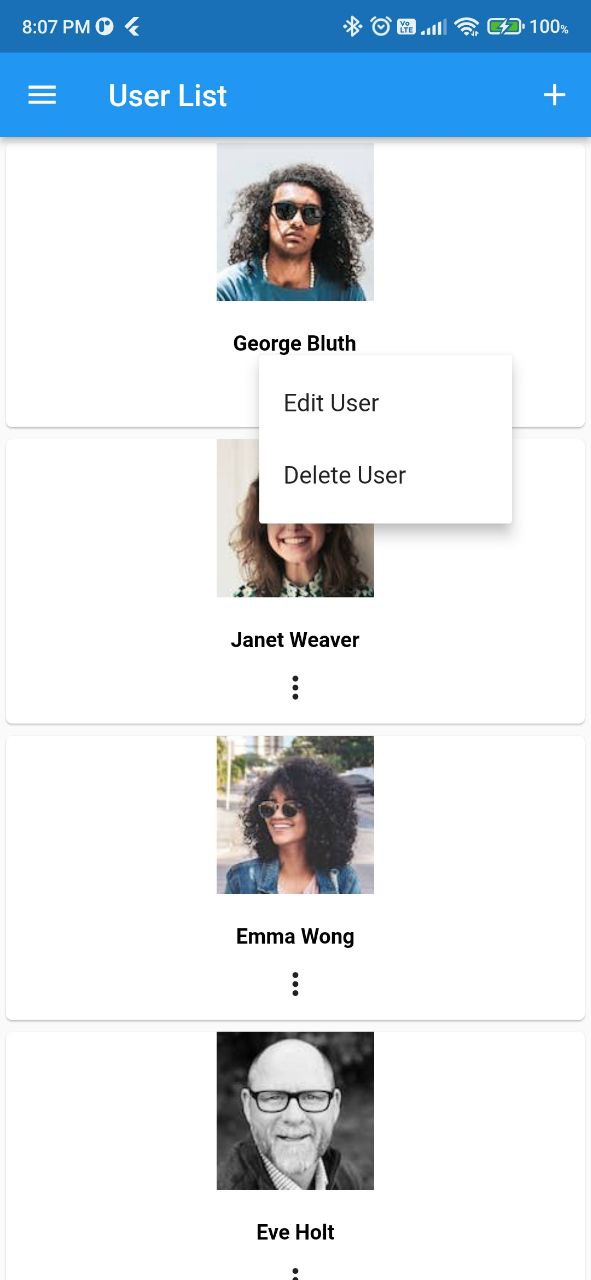 8:07 PM
Vo LTE
100%
User List
George Bluth
Edit User
Delete User
Janet Weaver
Emma Wong
Eve Holt